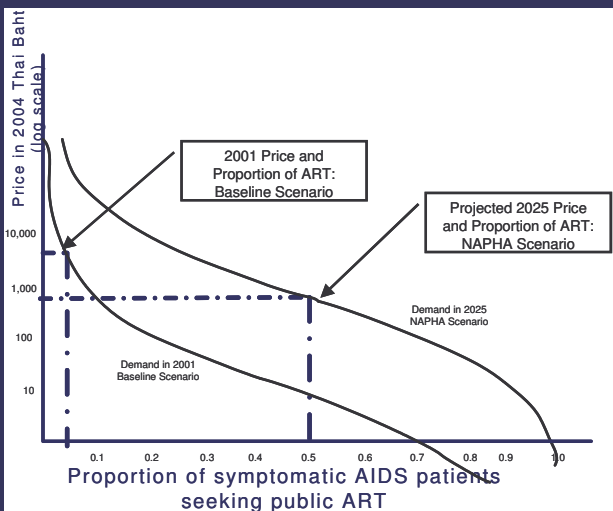 Price in 2004 Thai Baht
(log scale)
2001 Price and
Proportion of ART:
Baseline Scenario
Projected 2025 Price
and Proportion of ART:
NAPHA Scenario
10,000
1,000
100
10
Demand in 2025
NAPHA Scenario
Demand in 2001
Baseline Scenario
0.1 0.2 0.3 0.4 0.5 0.6 0.7 0.8 0.9 1.0
Proportion of symptomatic AIDS patients
seeking public ART